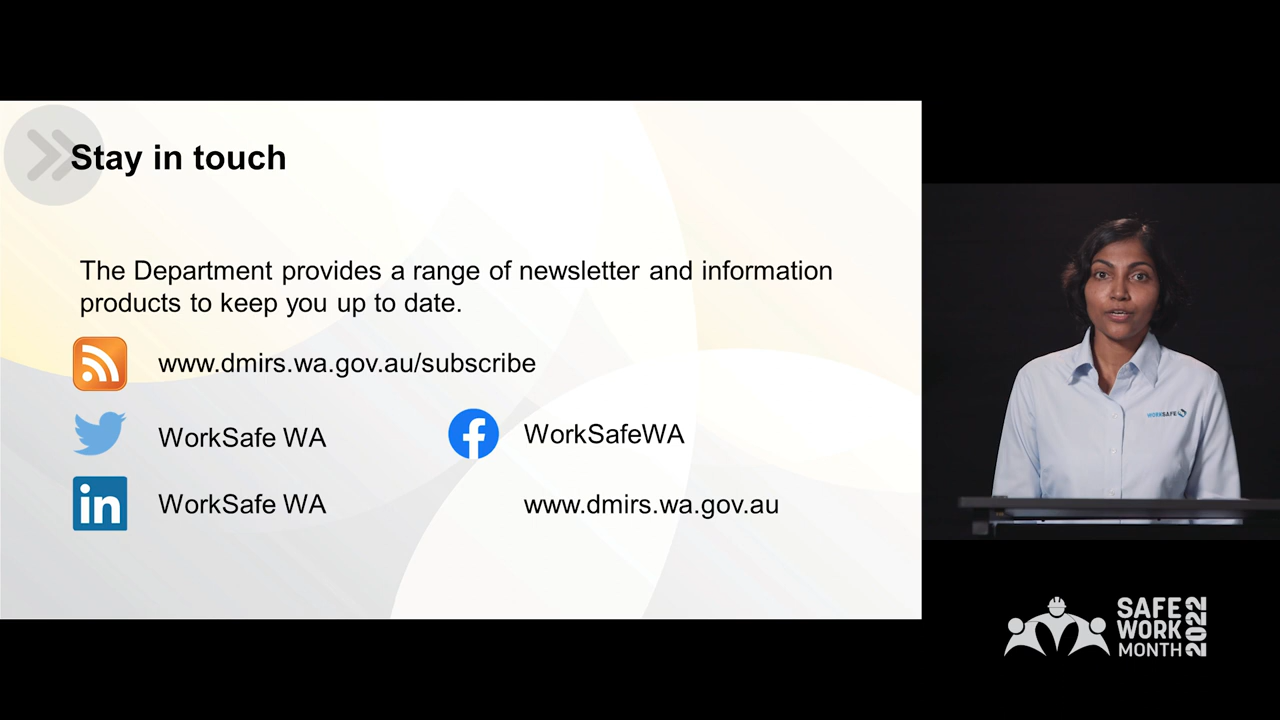 Stay in touch
The Department provides a range of newsletter and information
products to keep you up to date.
www.dmirs.wa.gov.au/subscribe
WorkSafe WA
WorkSafeWA
in
WorkSafe WA
www.dmirs.wa.gov.au
WORKSAFE
SAFE
WORK
MONTH
2022